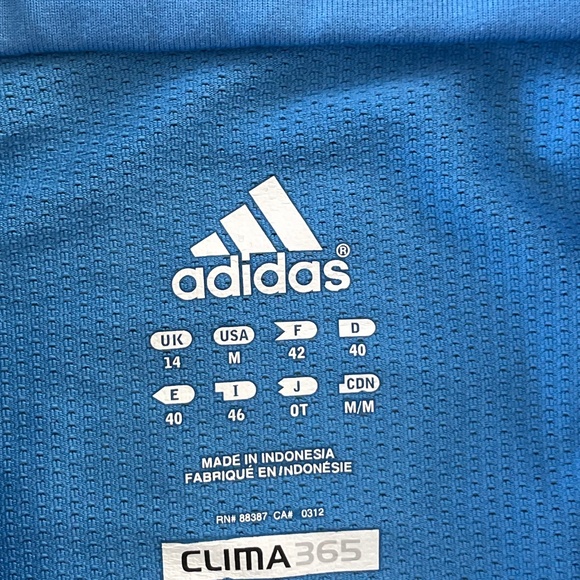 adidas®
UK USA F D
14 M 42 40
E I J CDN
40 46 OT M/M
MADE IN INDONESIA
FABRIQUÉ EN INDONÉSIE
RN# 88387 CA# 0312
CLIMA365